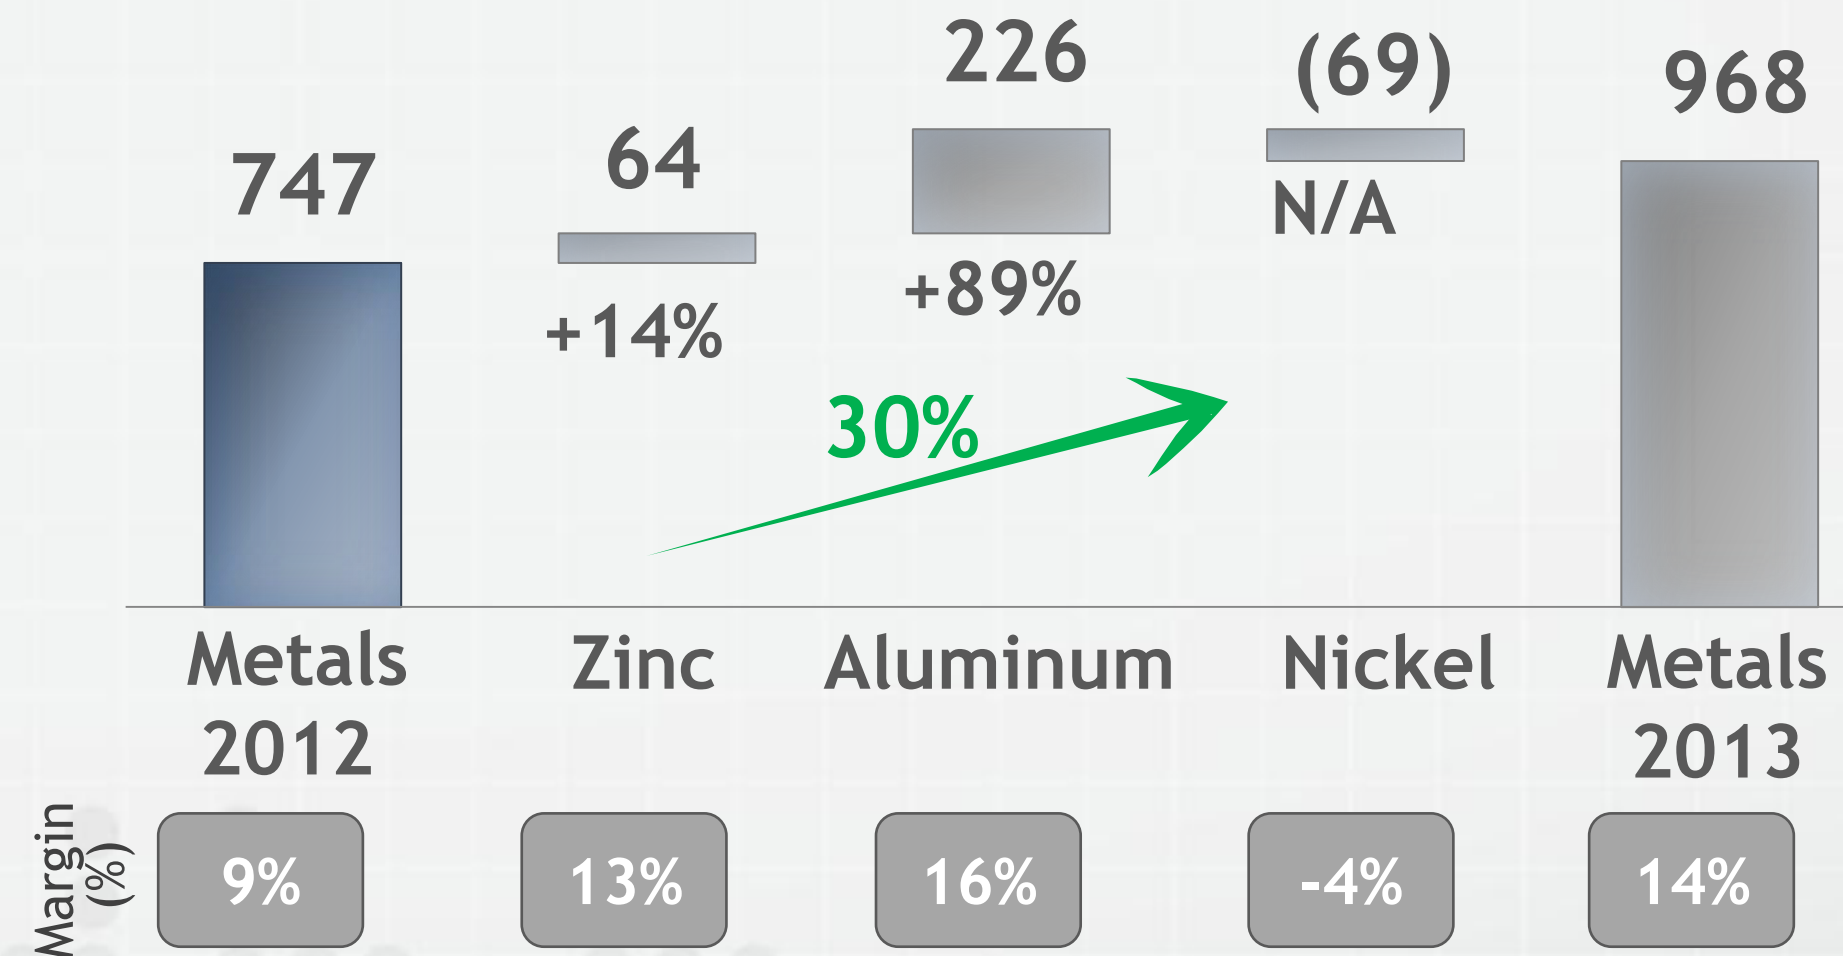 747
64
226
(69)
968
+14%
+89%
N/A
30%
Metals
2012
Zinc
Aluminum
Nickel
Metals
2013
Margin
(%)
9%
13%
16%
-4%
14%